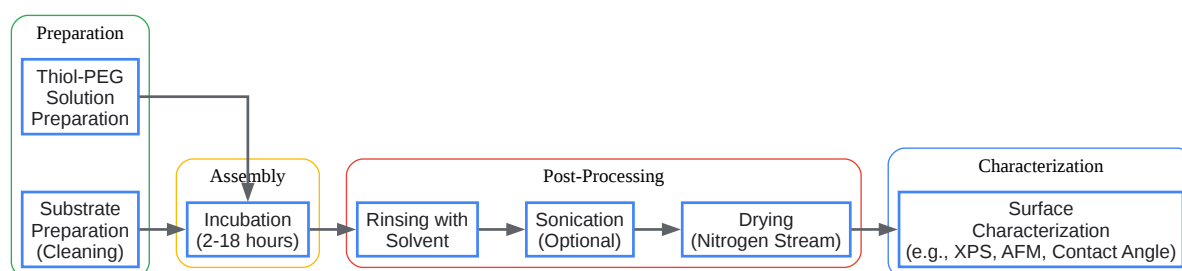 Preparation
Thiol-PEG
Solution
Preparation
Substrate
Preparation
(Cleaning)
Assembly
Incubation
(2-18 hours)
Post-Processing
Rinsing with
Solvent
Sonication
(Optional)
Drying
(Nitrogen Stream)
Characterization
Surface
Characterization
(e.g., XPS, AFM, Contact Angle)